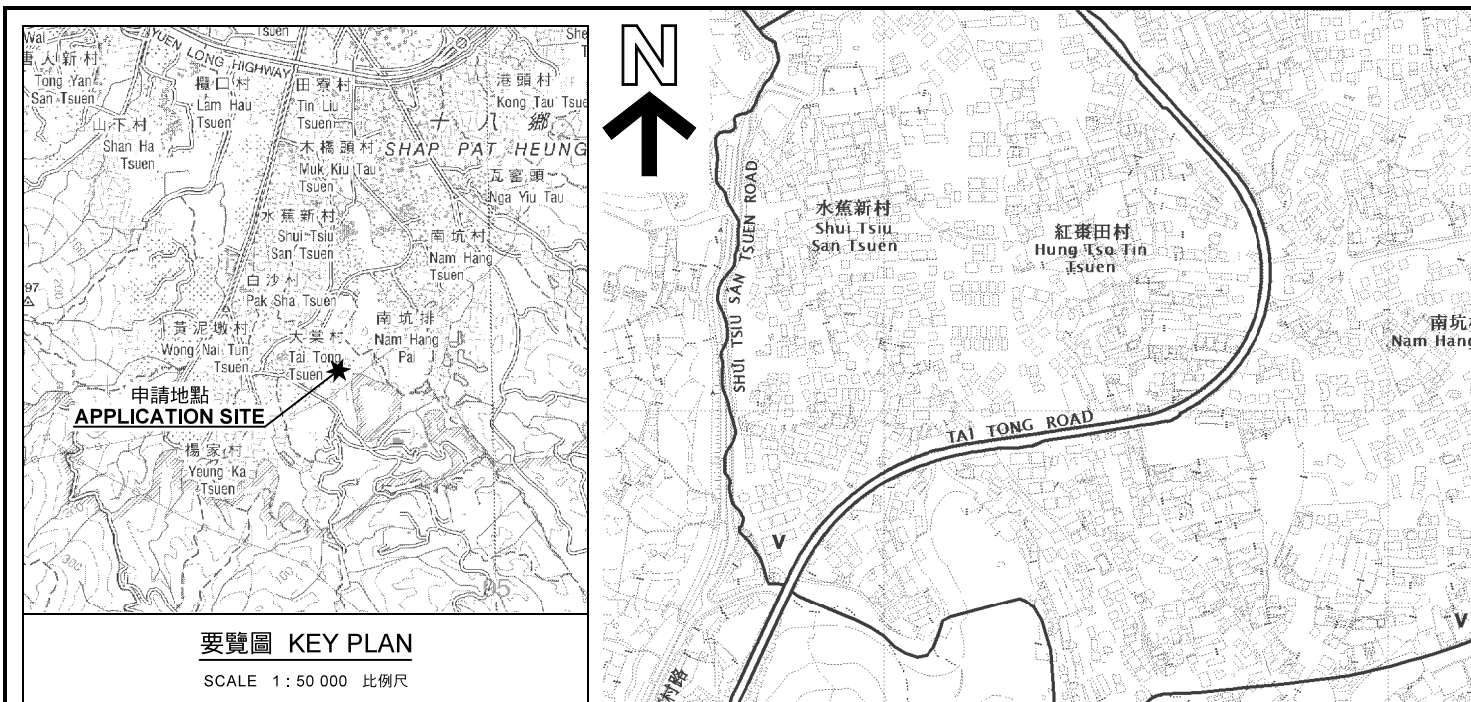 Wai
唐人新村
Tong Yan
San Tsuen
YUEN LONG HIGHWAY
Tsuen
欖口村
Lam Hau
Tsuen
田寮村
Tin Liu
Tsuen
港頭村
Kong Tau Tsue
山下村
Shan Ha
Tsuen
十八鄉
SHAP PAT HEUNG
木橋頭村
Muk Kiu Tau
Tsuen
瓦窰頭
Nga Yiu Tau
水蕉新村
Shui Tsiu
San Tsuen
南坑村
Nam Hang
Tsuen
白沙村
Pak Sha Tsuen
97
黃泥墩村
Wong Nai Tun
Tsuen
大棠村
Tai Tong
Tsuen
南坑排
Nam Hang
Pai
申請地點
APPLICATION SITE
楊家村
Yeung Ka
Tsuen
要覽圖 KEY PLAN
SCALE 1 : 50 000 比例尺
N
SHUI TSIU SAN TSUEN ROAD
水蕉新村
Shui Tsiu
San Tsuen
紅棗田村
Hung Tso Tin
Tsuen
南坑
Nam Hang
TAI TONG ROAD
V
V
村路